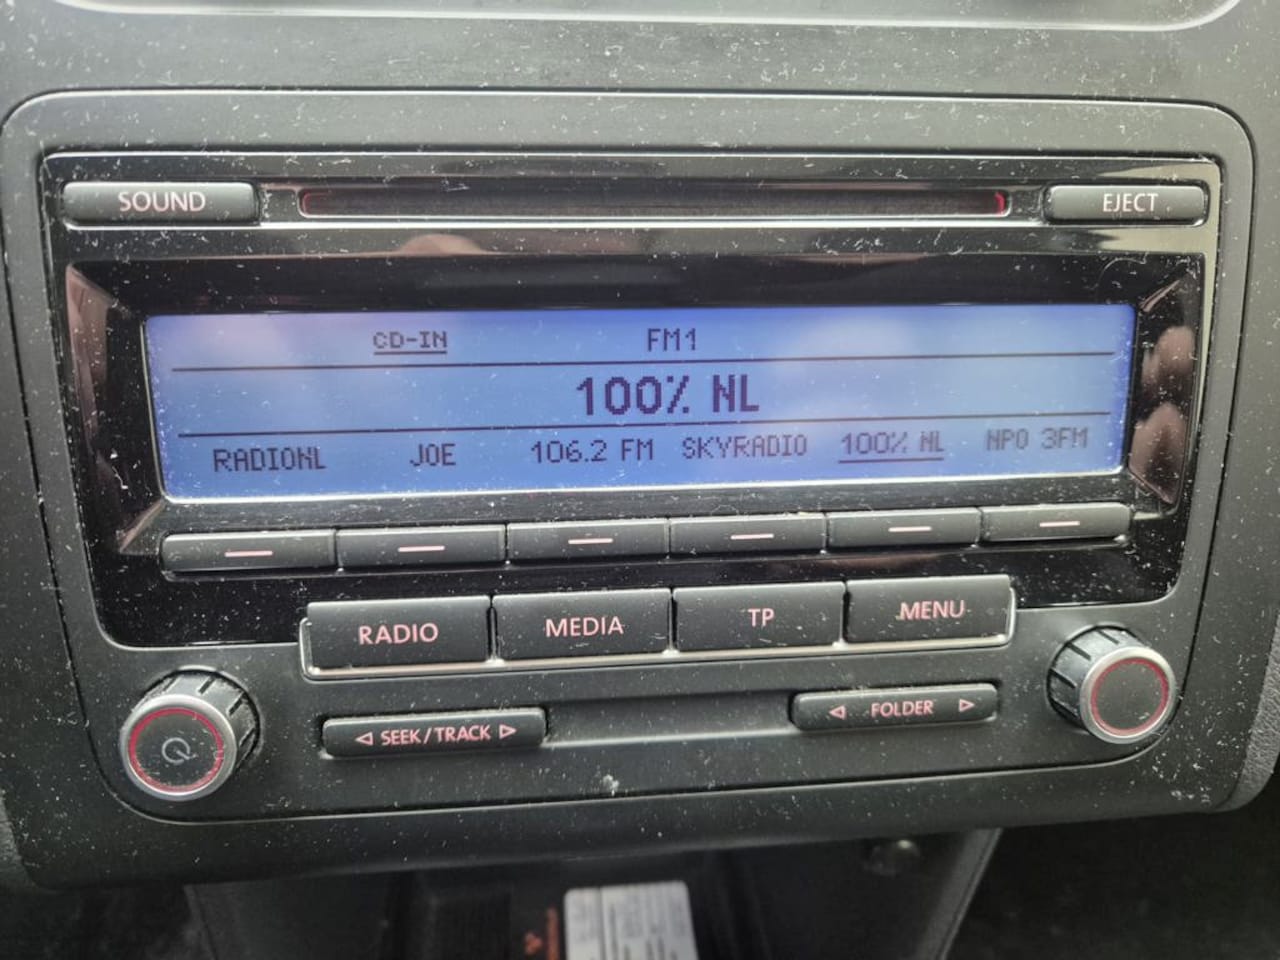 SOUND
EJECT
CD-IN FM1
100% NL
RADIONL JOE 106.2 FM SKYRADIO 100% NL NPO 3FM
RADIO MEDIA TP MENU
SEEK/TRACK FOLDER